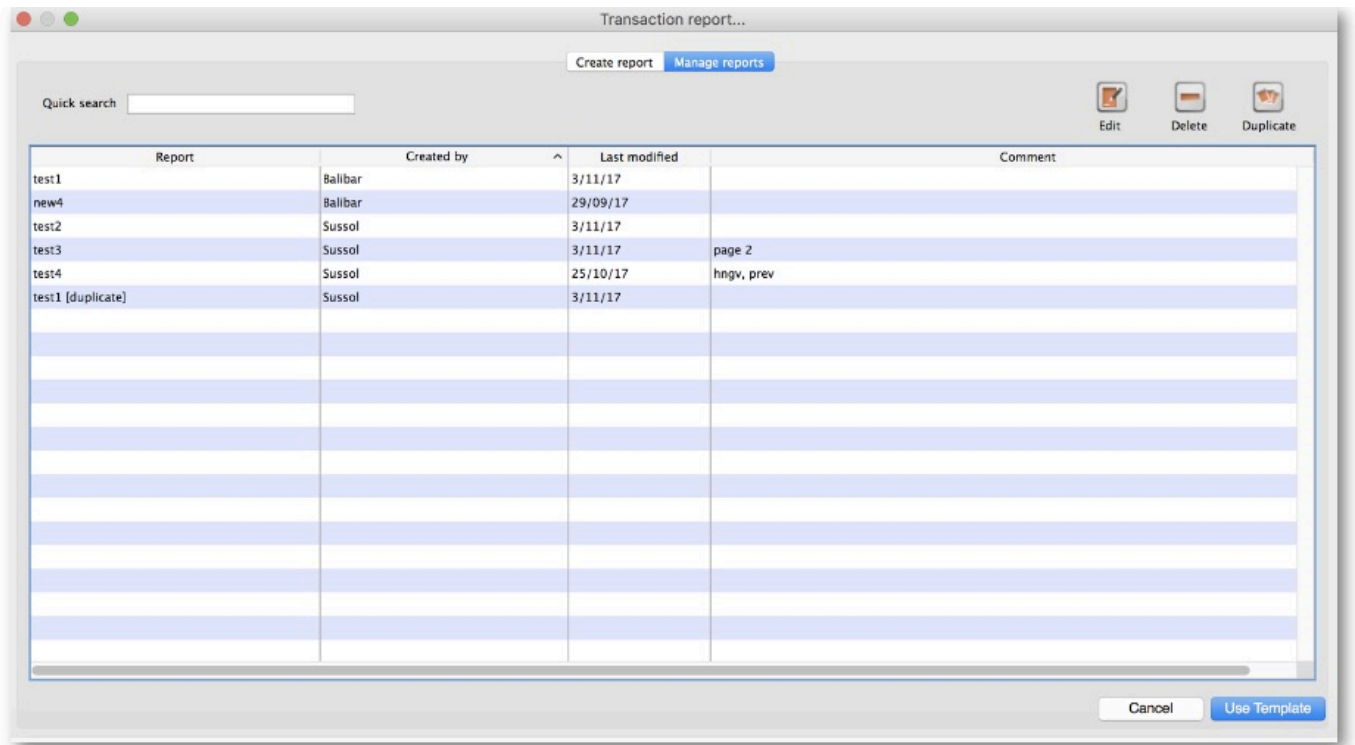 Transaction report...
Create report Manage reports
Quick search
Edit Delete Duplicate
Report Created by Last modified Comment
test1 Balibar 3/11/17
new4 Balibar 29/09/17
test2 Sussol 3/11/17
test3 Sussol 3/11/17 page 2
test4 Sussol 25/10/17 hngv, prev
test1 [duplicate] Sussol 3/11/17
Cancel Use Template